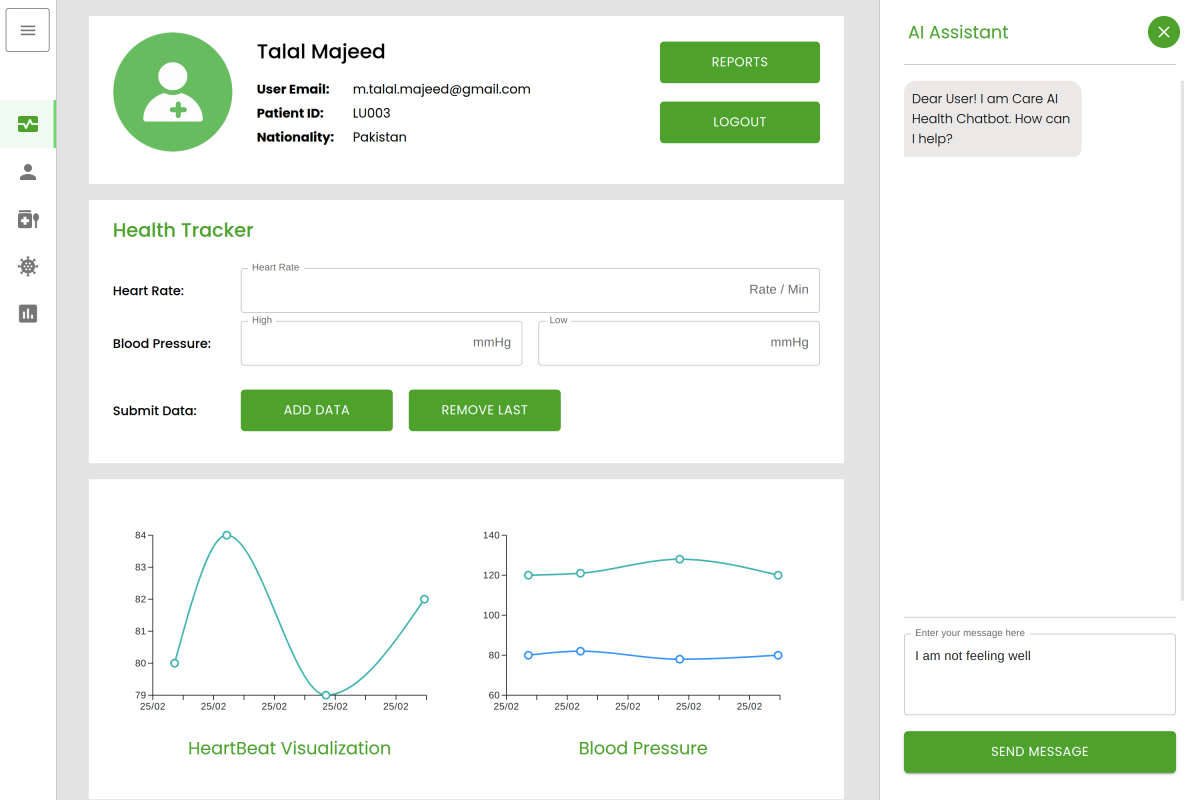 Talal Majeed
User Email: m.talal.majeed@gmail.com
Patient ID: LU003
Nationality: Pakistan
REPORTS
LOGOUT
Health Tracker
Heart Rate:
Heart Rate
Rate / Min
Blood Pressure:
High
mmHg
Low
mmHg
Submit Data:
ADD DATA
REMOVE LAST
84
83
82
81
80
79
25/02 25/02 25/02 25/02 25/02
HeartBeat Visualization
140
120
100
80
60
25/02 25/02 25/02 25/02 25/02
Blood Pressure
AI Assistant
Dear User! I am Care AI
Health Chatbot. How can
I help?
Enter your message here
I am not feeling well
SEND MESSAGE